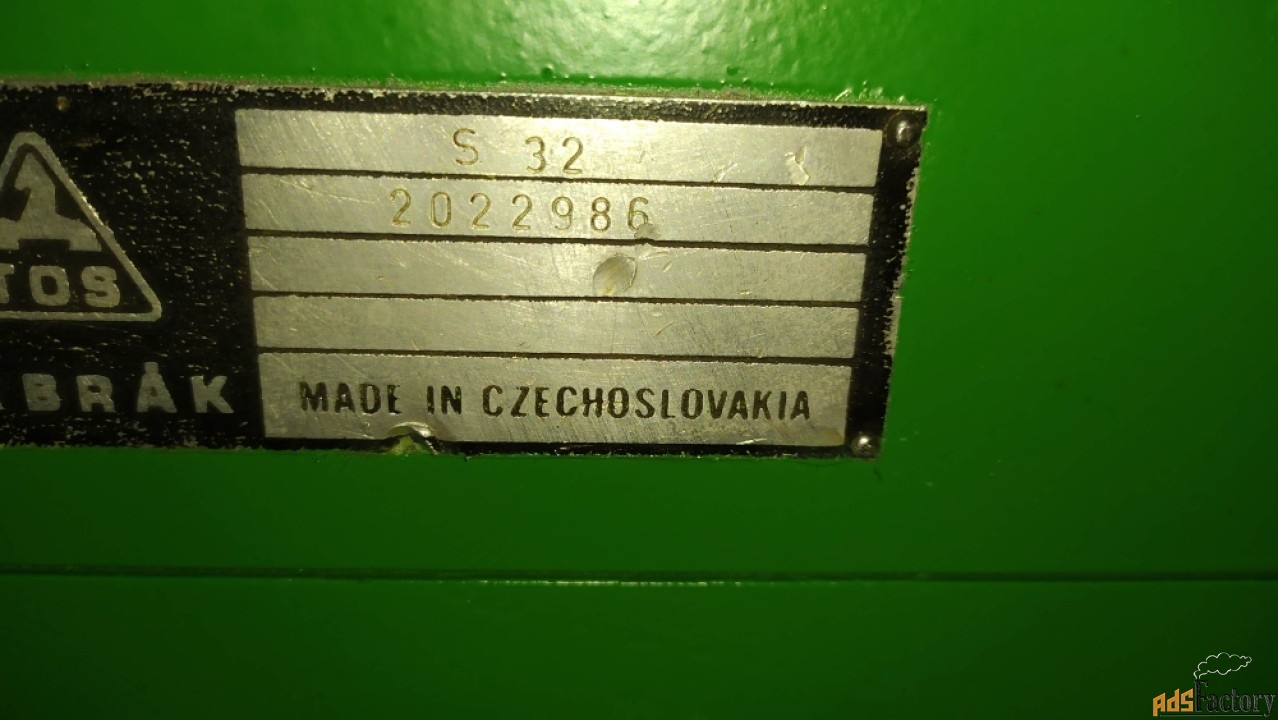 S 32
2022986
TOS
BRÁK
MADE IN CZECHOSLOVAKIA
AdsFactory